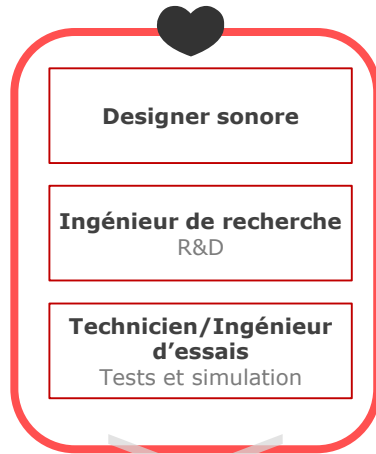 Designer sonore
Ingénieur de recherche
R&D
Technicien/Ingénieur
d’essais
Tests et simulation